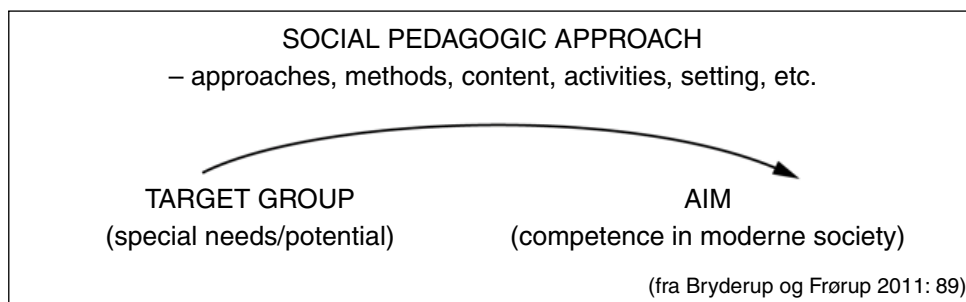 SOCIAL PEDAGOGIC APPROACH
– approaches, methods, content, activities, setting, etc.
TARGET GROUP
(special needs/potential)
AIM
(competence in moderne society)
(fra Bryderup og Frørup 2011: 89)